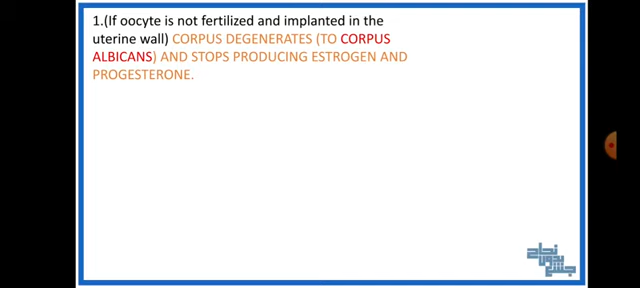 1.(If oocyte is not fertilized and implanted in the
uterine wall) CORPUS DEGENERATES (TO CORPUS
ALBICANS) AND STOPS PRODUCING ESTROGEN AND
PROGESTERONE.